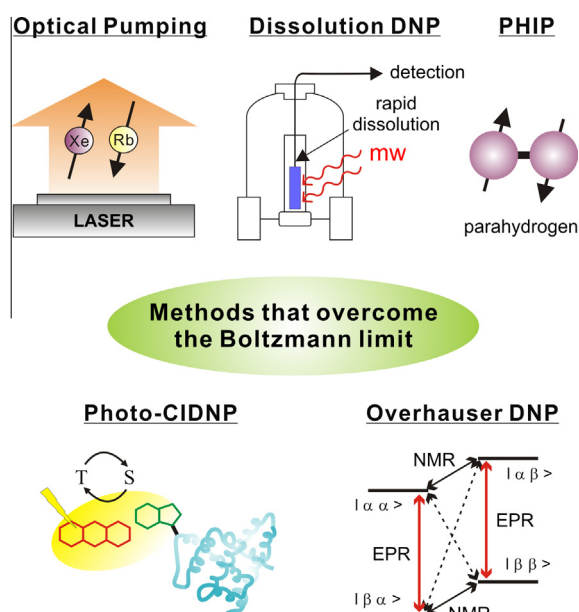 Optical Pumping
Dissolution DNP
PHIP
detection
rapid
dissolution
mw
Xe
Rb
LASER
parahydrogen
Methods that overcome
the Boltzmann limit
Photo-CIDNP
Overhauser DNP
T
S
NMR
| α β >
| α α >
EPR
EPR
| β β >
| β α >
NMR